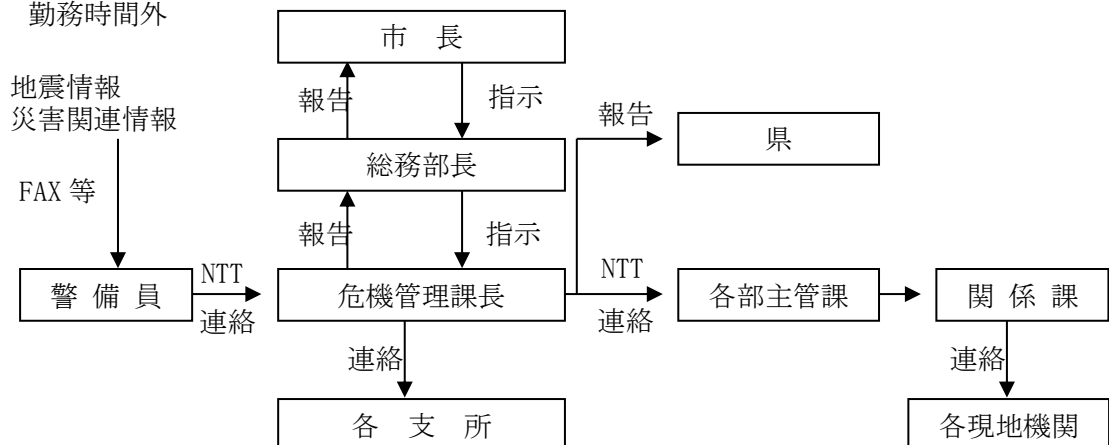 勤務時間外
市　長
地震情報
災害関連情報
報告
指示
報告
県
総務部長
FAX 等
報告
指示
警 備 員
NTT
連絡
危機管理課長
NTT
連絡
各部主管課
関 係 課
連絡
連絡
各　支　所
各現地機関